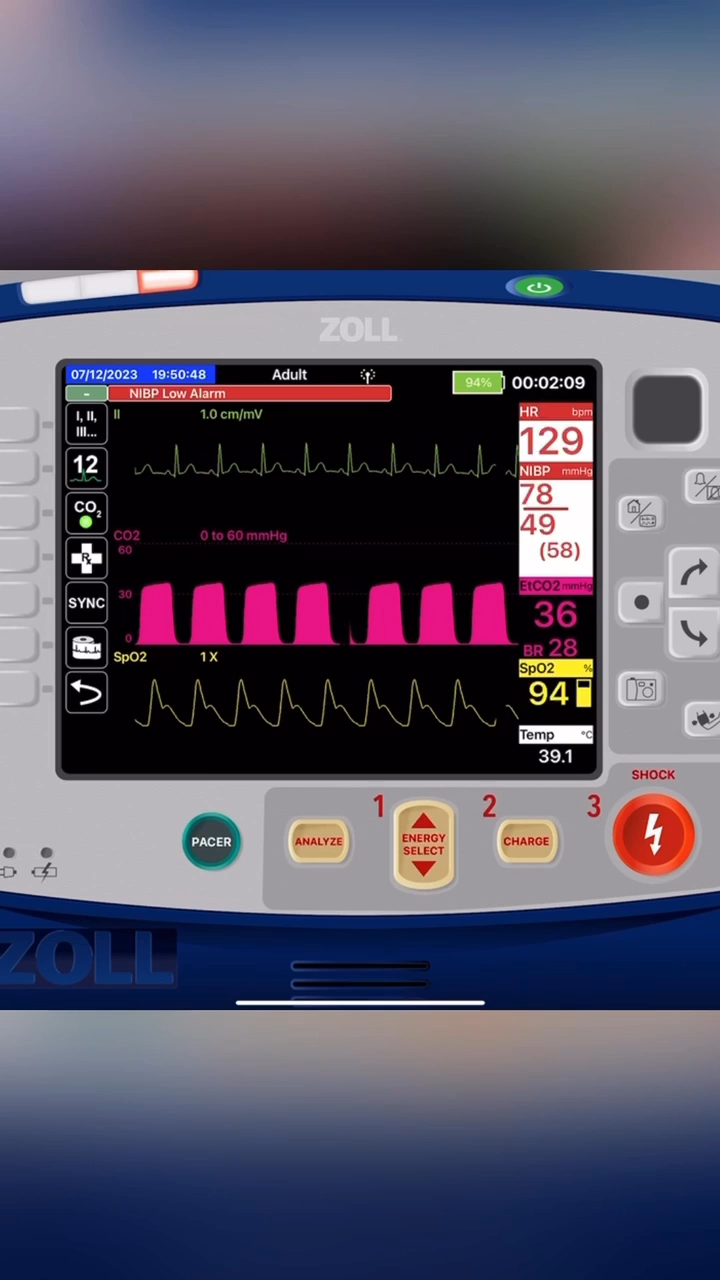 ZOLL
07/12/2023 19:50:48
Adult
94%
00:02:09
-
NIBP Low Alarm
I, II,
III...
II
1.0 cm/mV
HR bpm
129
12
NIBP mmHg
78
49
(58)
CO2
CO2
0 to 60 mmHg
60
30
0
EtCO2 mmHg
36
BR 28
Rx
SYNC
SpO2
1 X
SpO2 %
94
Temp °C
39.1
SHOCK
1
2
3
PACER
ANALYZE
ENERGY
SELECT
CHARGE
ZOLL